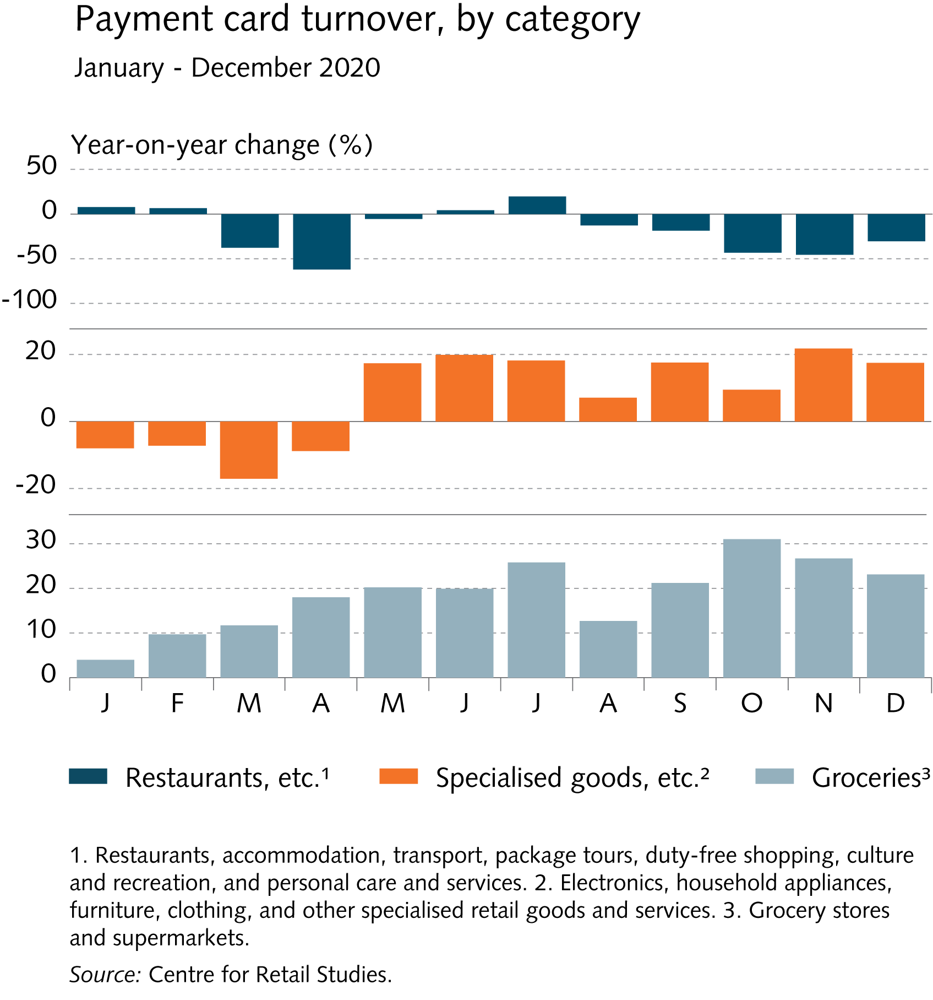 Payment card turnover, by category
January - December 2020
Year-on-year change (%)
50
0
-50
-100
20
0
-20
30
20
10
0
J F M A M J J A S O N D
Restaurants, etc.¹ Specialised goods, etc.² Groceries³
1. Restaurants, accommodation, transport, package tours, duty-free shopping, culture
and recreation, and personal care and services. 2. Electronics, household appliances,
furniture, clothing, and other specialised retail goods and services. 3. Grocery stores
and supermarkets.
Source: Centre for Retail Studies.